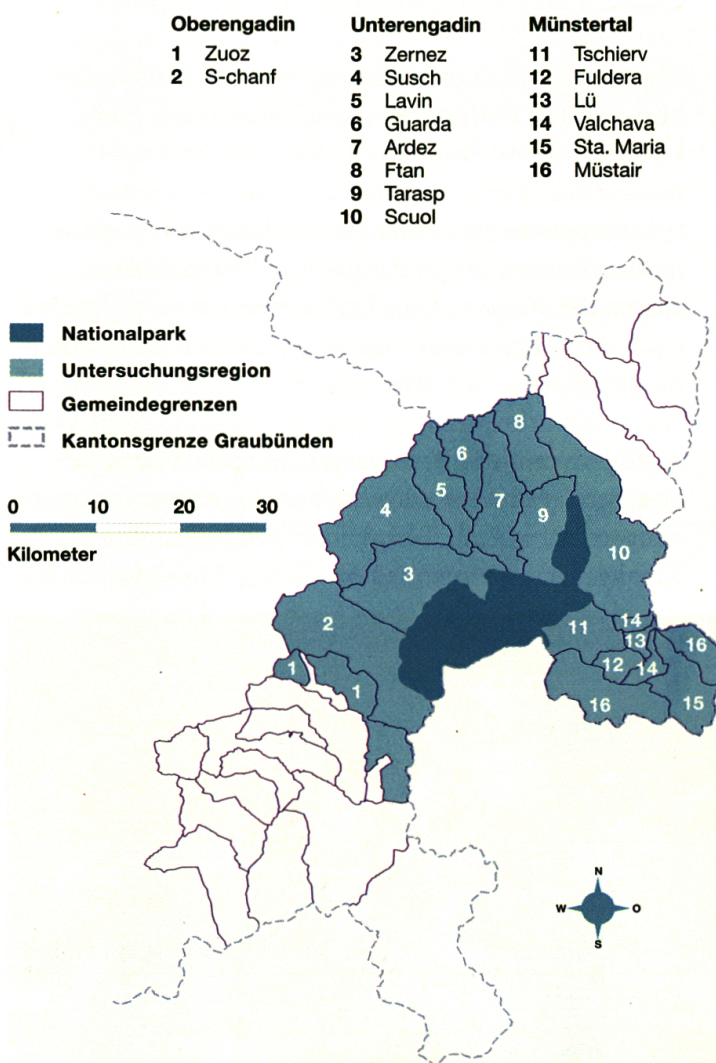 Oberengadin
1 Zuoz
2 S-chanf
Unterengadin
3 Zernez
4 Susch
5 Lavin
6 Guarda
7 Ardez
8 Ftan
9 Tarasp
10 Scuol
Münstertal
11 Tschierv
12 Fuldera
13 Lü
14 Valchava
15 Sta. Maria
16 Müstair
Nationalpark
Untersuchungsregion
Gemeindegrenzen
Kantonsgrenze Graubünden
0 10 20 30
Kilometer
8
6
5
7
4
9
10
3
2
11
14
13
16
1
1
12
14
16
15
N
W O
S